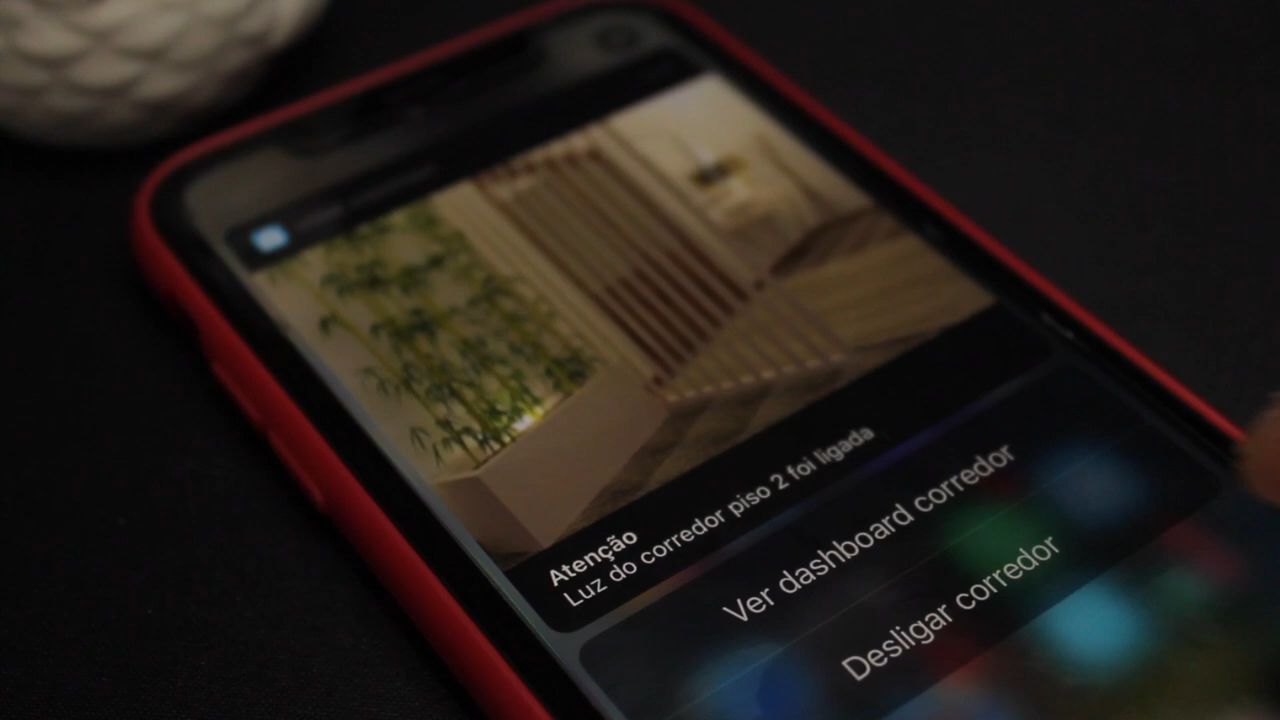 Atenção
Luz do corredor piso 2 foi ligada
Ver dashboard corredor
Desligar corredor